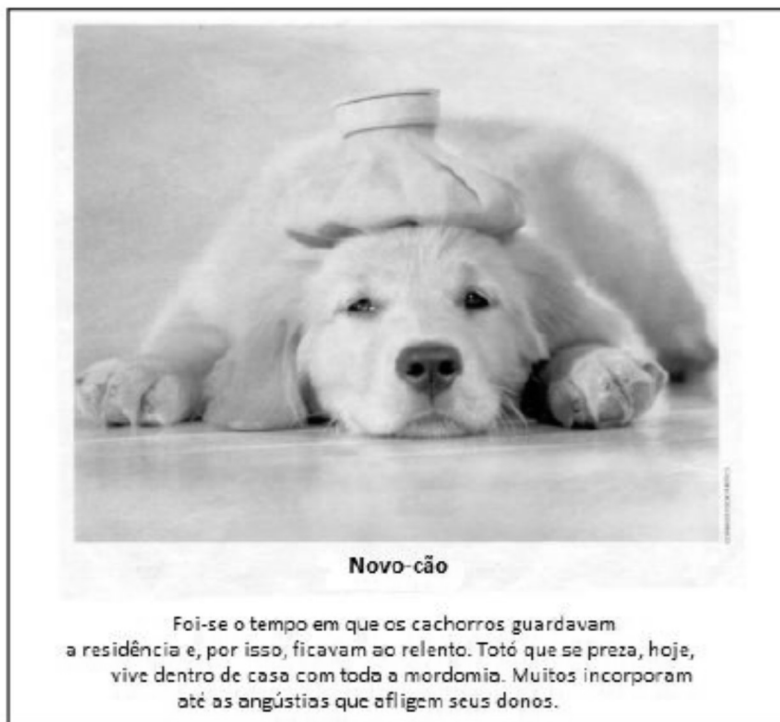 Novo-cão
Foi-se o tempo em que os cachorros guardavam
a residência e, por isso, ficavam ao relento. Totó que se preza, hoje,
vive dentro de casa com toda a mordomia. Muitos incorporam
até as angústias que afligem seus donos.